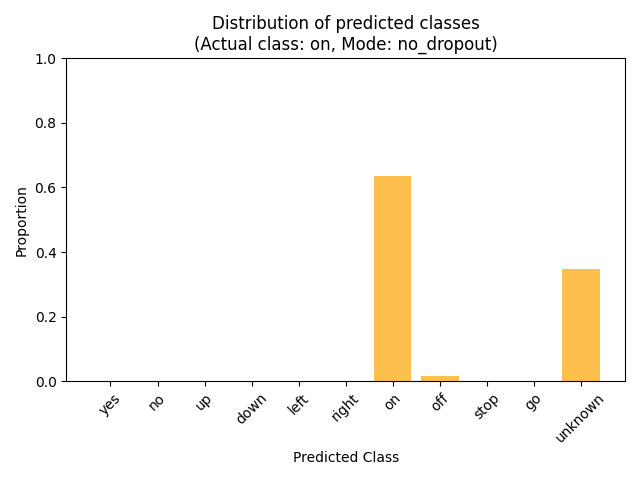 Distribution of predicted classes
(Actual class: on, Mode: no_dropout)
1.0
0.8
0.6
0.4
0.2
0.0
Proportion
yes
no
up
down
left
right
on
off
stop
go
unknown
Predicted Class